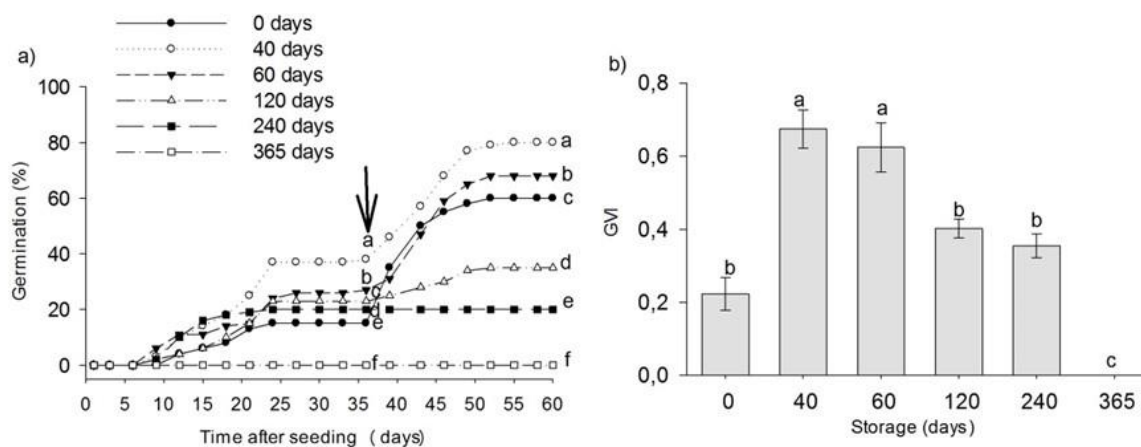 a)
0 days
40 days
60 days
120 days
240 days
365 days
100
80
60
40
20
0
Germination (%)
a
b
c
d
e
f
a
b
c
d
e
f
0 5 10 15 20 25 30 35 40 45 50 55 60
Time after seeding ( days)
b)
0,8
0,6
0,4
0,2
0,0
GVI
b
a
a
b
b
c
0 40 60 120 240 365
Storage (days)